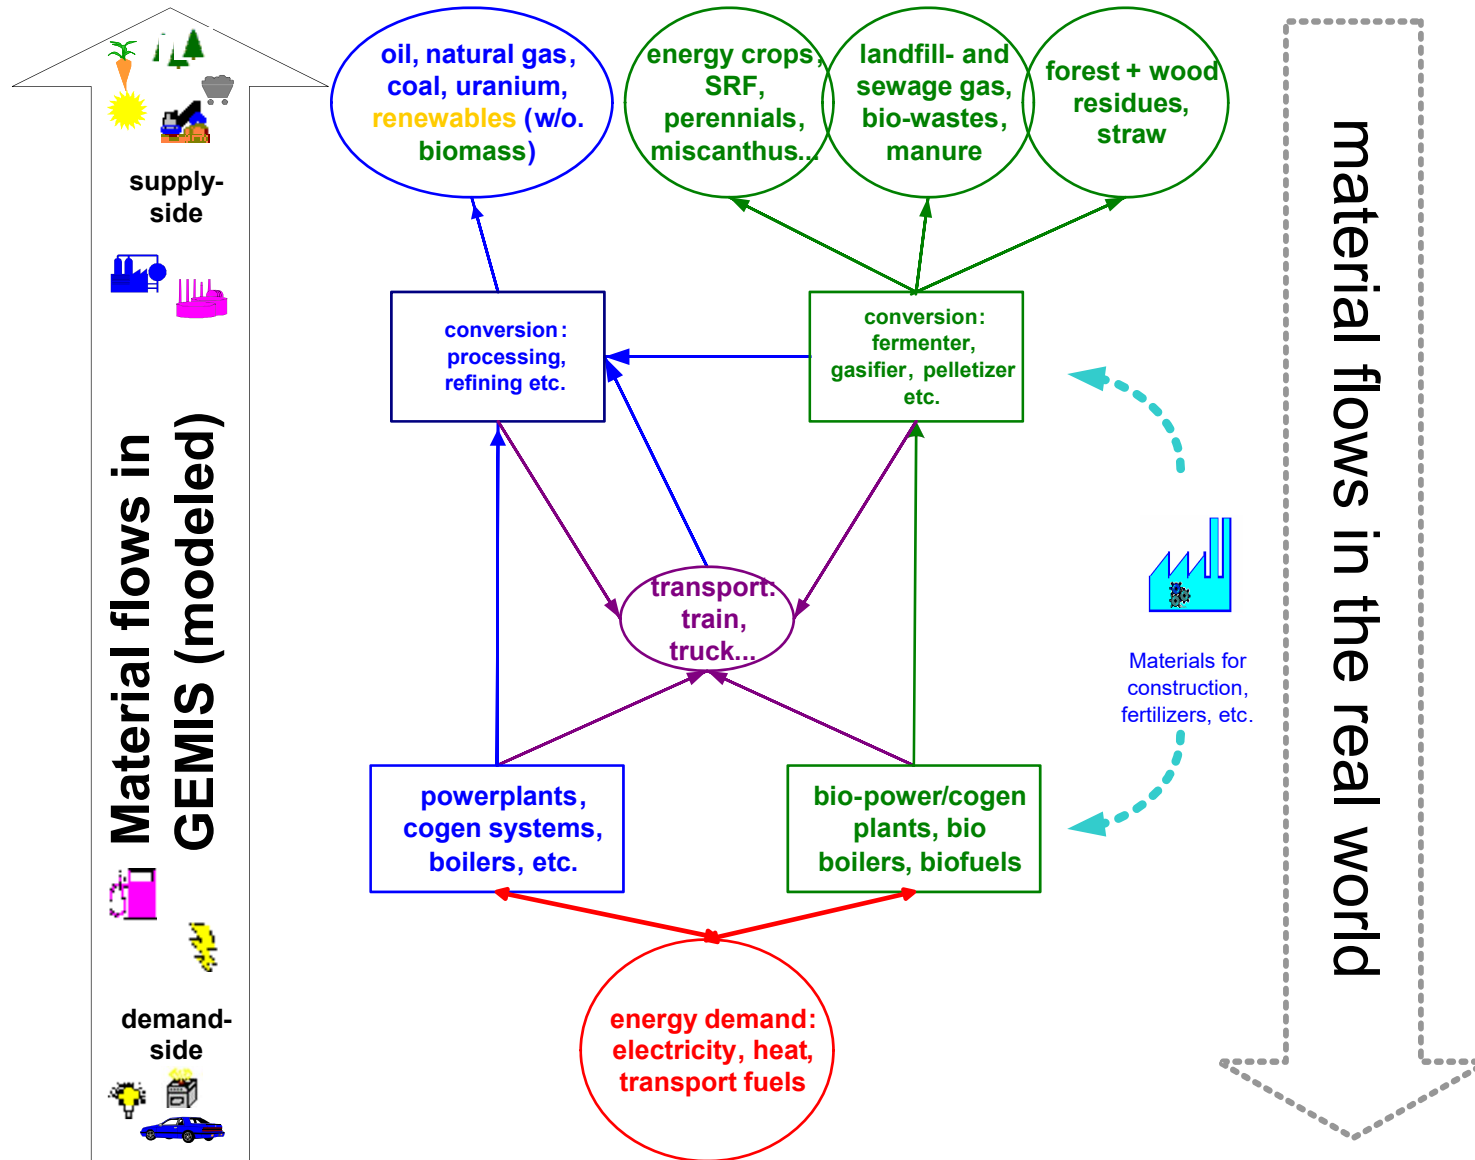 oil, natural gas,
coal, uranium,
renewables (w/o.
biomass)
energy crops,
SRF,
perennials,
miscanthus...
landfill- and
sewage gas,
bio-wastes,
manure
forest + wood
residues,
straw
supply-
side
conversion:
processing,
refining etc.
conversion:
fermenter,
gasifier, pelletizer
etc.
Material flows in
GEMIS (modeled)
material flows in the real world
transport:
train,
truck...
Materials for
construction,
fertilizers, etc.
powerplants,
cogen systems,
boilers, etc.
bio-power/cogen
plants, bio
boilers, biofuels
demand-
side
energy demand:
electricity, heat,
transport fuels